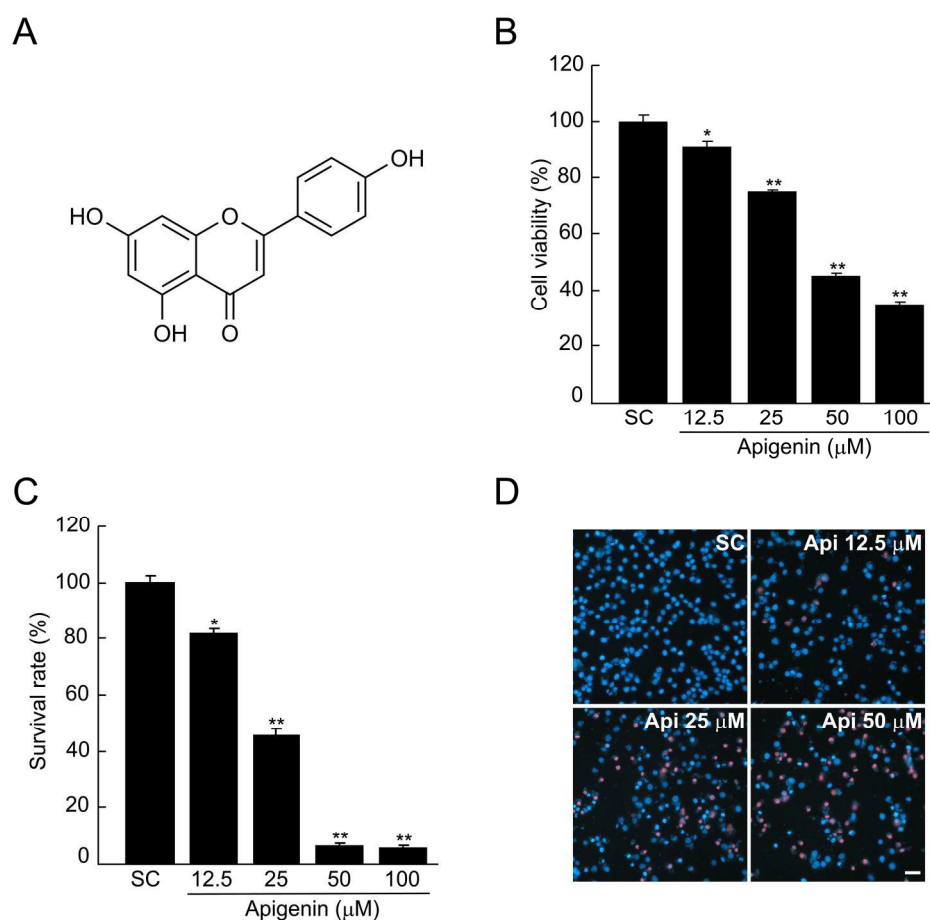 A
OH
HO
O
OH
O
B
120
100
80
60
40
20
0
Cell viability (%)
*
**
**
**
SC 12.5 25 50 100
Apigenin (μM)
C
120
100
80
60
40
20
0
Survival rate (%)
*
**
**
**
SC 12.5 25 50 100
Apigenin (μM)
D
SC
Api 12.5 μM
Api 25 μM
Api 50 μM